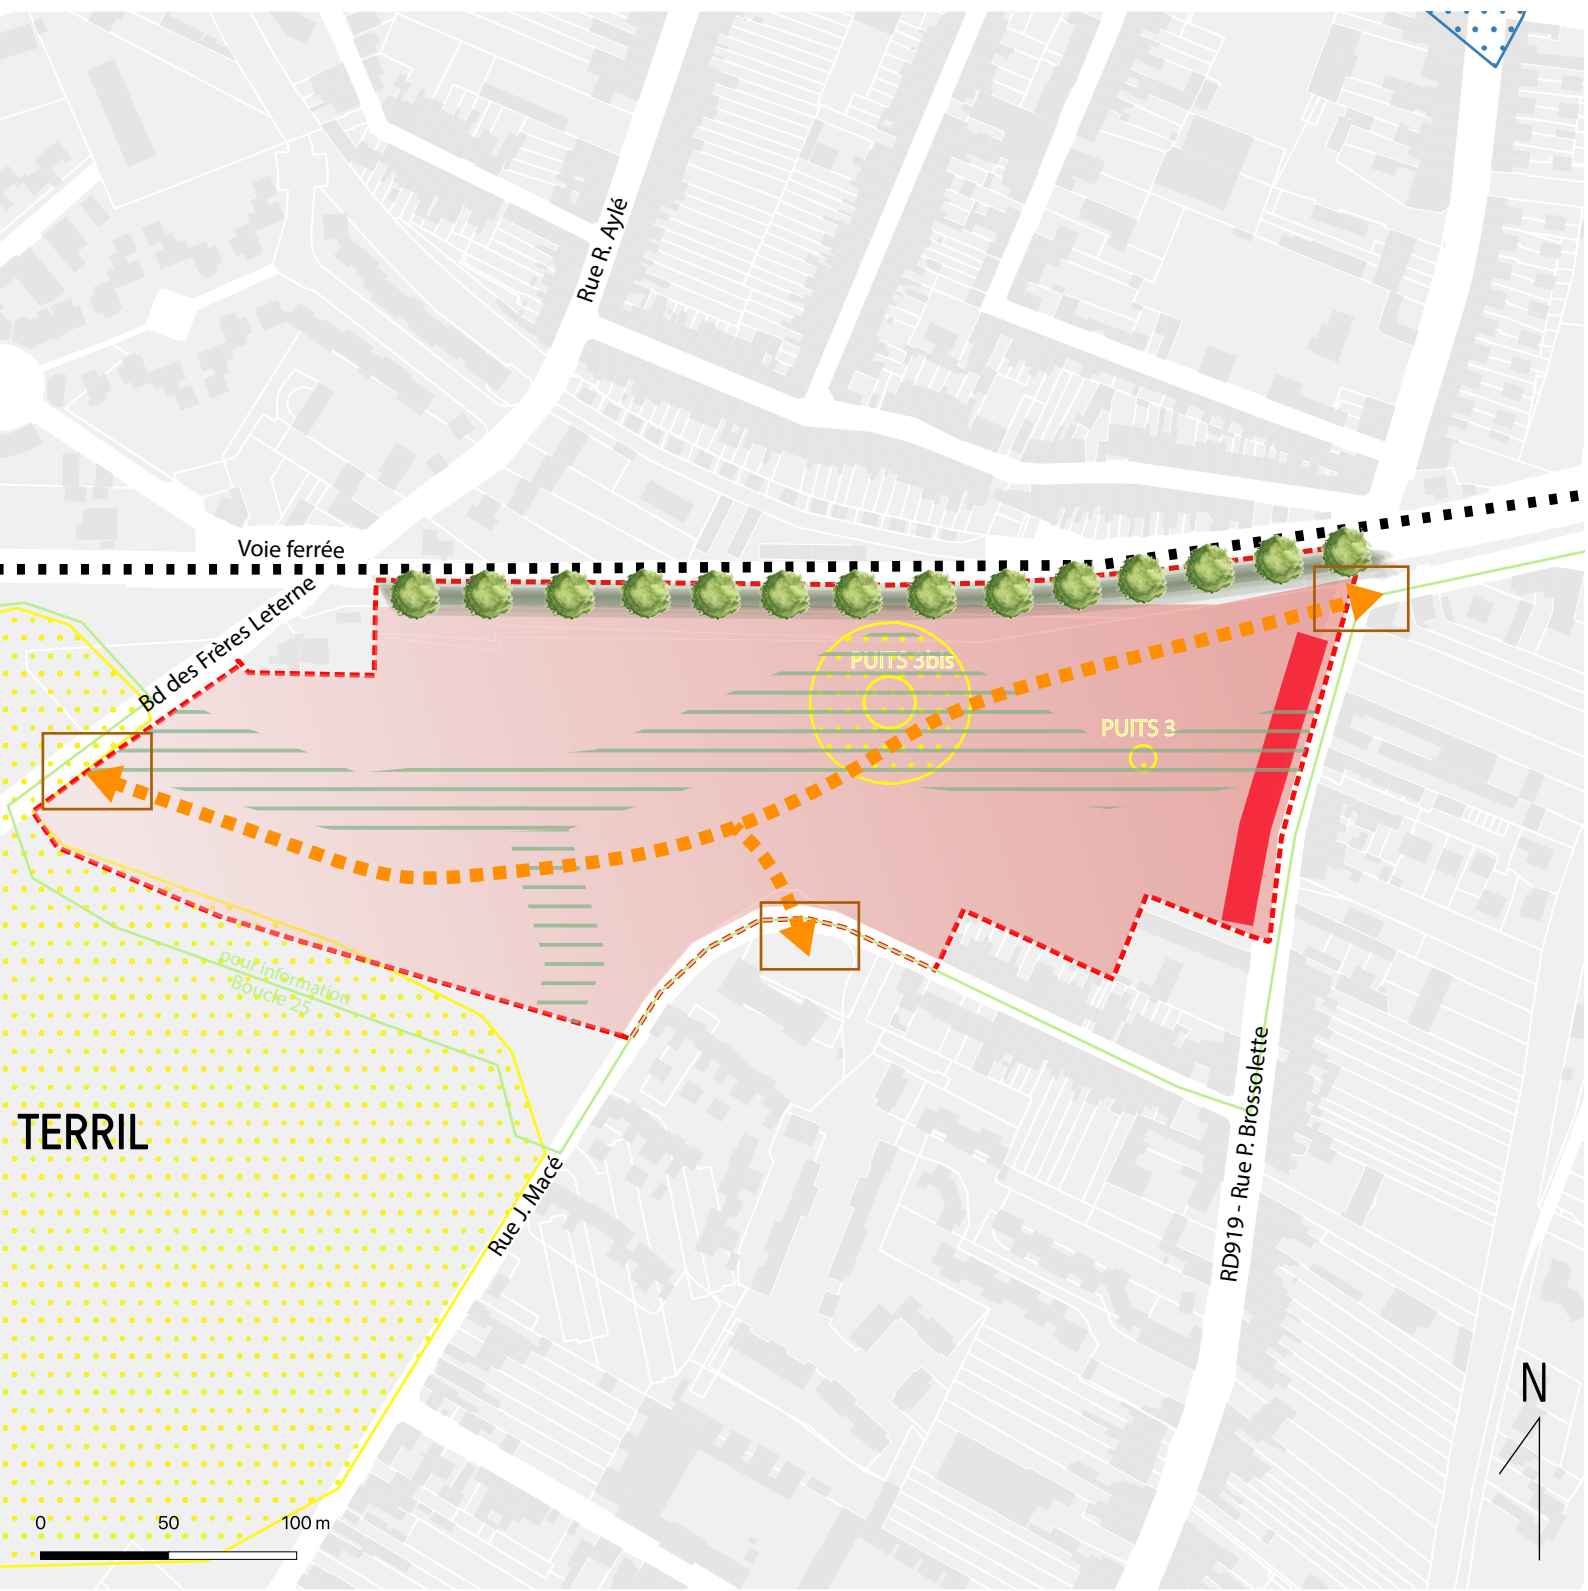 Rue R. Aylé
Voie ferrée
Bd des Frères Leterne
PUITS 3bis
PUITS 3
pour information
Boucle 25
TERRIL
Rue J. Macé
RD919 - Rue P. Brossolette
N
0 50 100 m